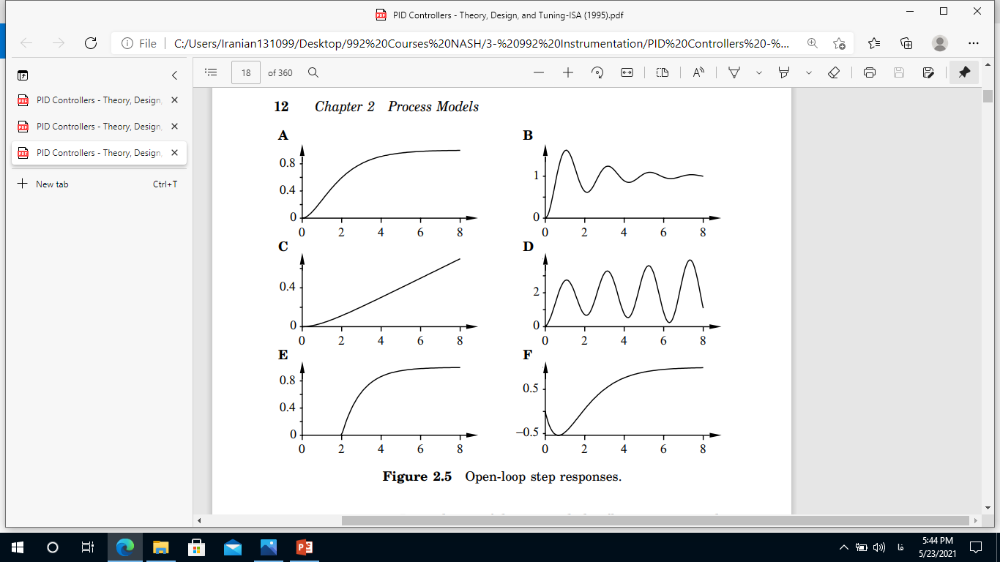 PID Controllers - Theory, Design, and Tuning-ISA (1995).pdf
File
C:/Users/Iranian131099/Desktop/992%20Courses%20NASH/3-%20992%20Instrumentation/PID%20Controllers%20-%...
18 of 360
PID Controllers - Theory, Design,
PID Controllers - Theory, Design,
PID Controllers - Theory, Design,
New tab Ctrl+T
12 Chapter 2 Process Models
A
0.8
0.4
0
0 2 4 6 8
B
1
0
0 2 4 6 8
C
0.4
0
0 2 4 6 8
D
2
0
0 2 4 6 8
E
0.8
0.4
0
0 2 4 6 8
F
0.5
−0.5
0 2 4 6 8
Figure 2.5 Open-loop step responses.
فا
5:44 PM
5/23/2021